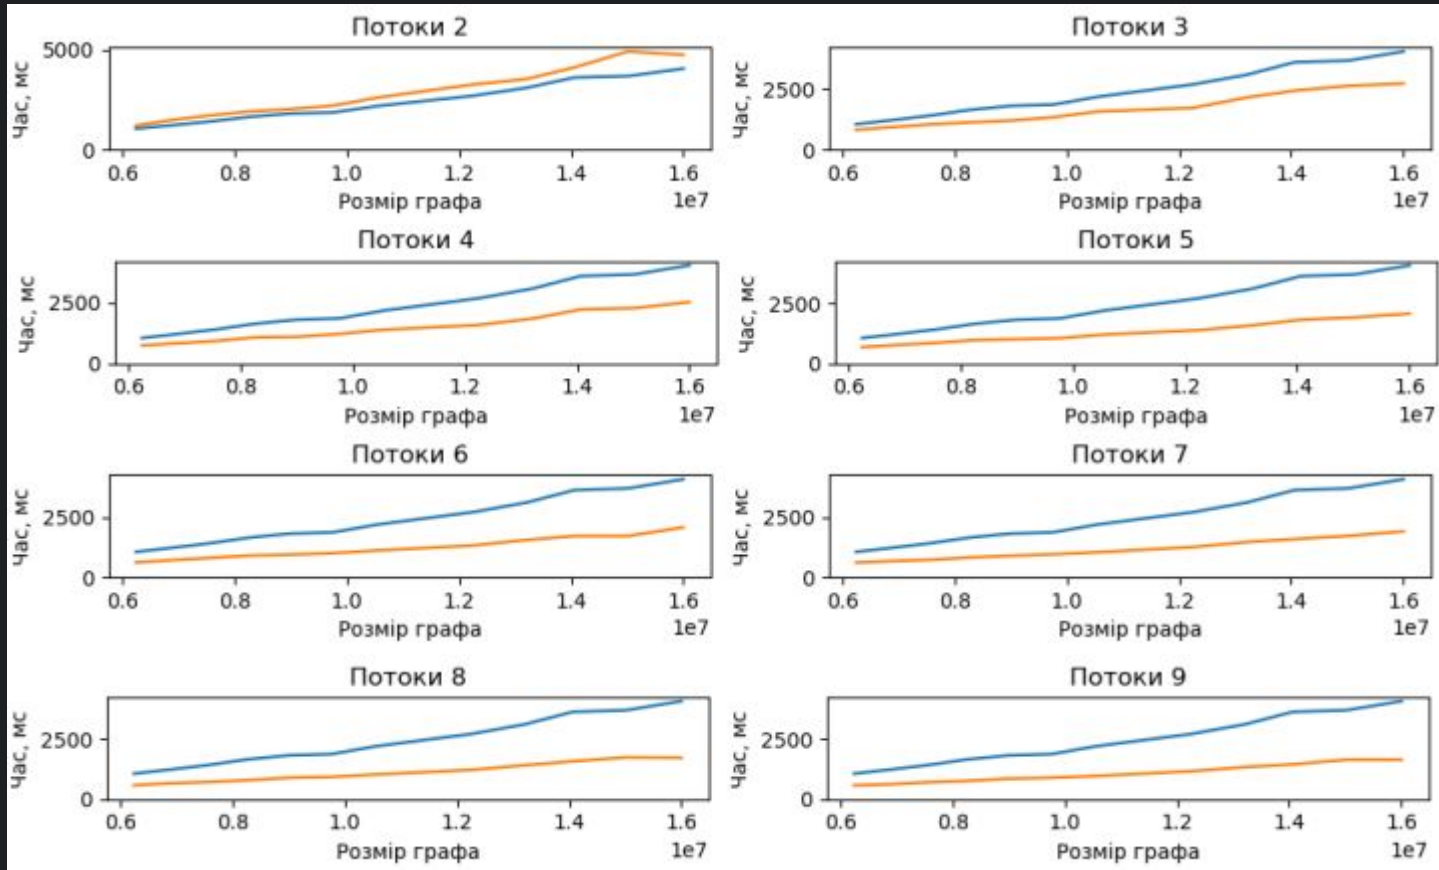 Потоки 2
Час, мс
5000
0
0.6 0.8 1.0 1.2 1.4 1.6
Розмір графа
1e7
Потоки 3
Час, мс
2500
0
0.6 0.8 1.0 1.2 1.4 1.6
Розмір графа
1e7
Потоки 4
Час, мс
2500
0
0.6 0.8 1.0 1.2 1.4 1.6
Розмір графа
1e7
Потоки 5
Час, мс
2500
0
0.6 0.8 1.0 1.2 1.4 1.6
Розмір графа
1e7
Потоки 6
Час, мс
2500
0
0.6 0.8 1.0 1.2 1.4 1.6
Розмір графа
1e7
Потоки 7
Час, мс
2500
0
0.6 0.8 1.0 1.2 1.4 1.6
Розмір графа
1e7
Потоки 8
Час, мс
2500
0
0.6 0.8 1.0 1.2 1.4 1.6
Розмір графа
1e7
Потоки 9
Час, мс
2500
0
0.6 0.8 1.0 1.2 1.4 1.6
Розмір графа
1e7